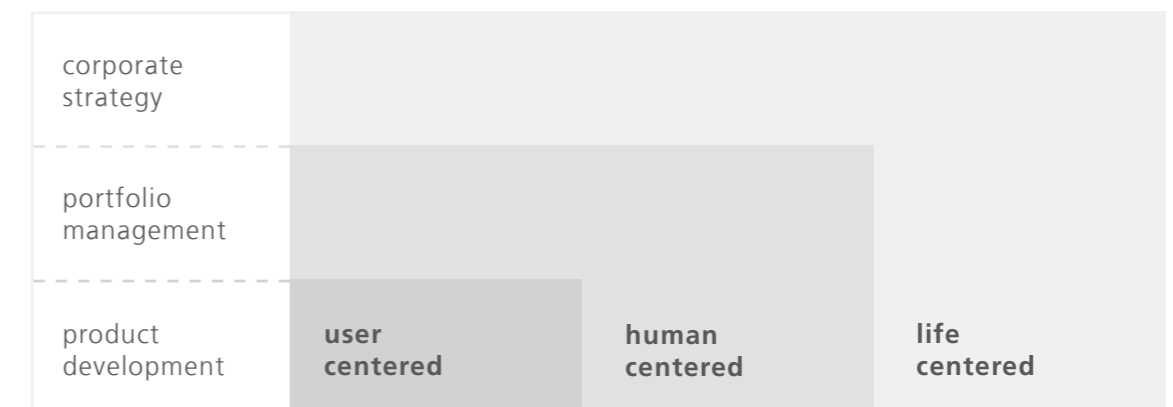 corporate
strategy
portfolio
management
product
development
user
centered
human
centered
life
centered